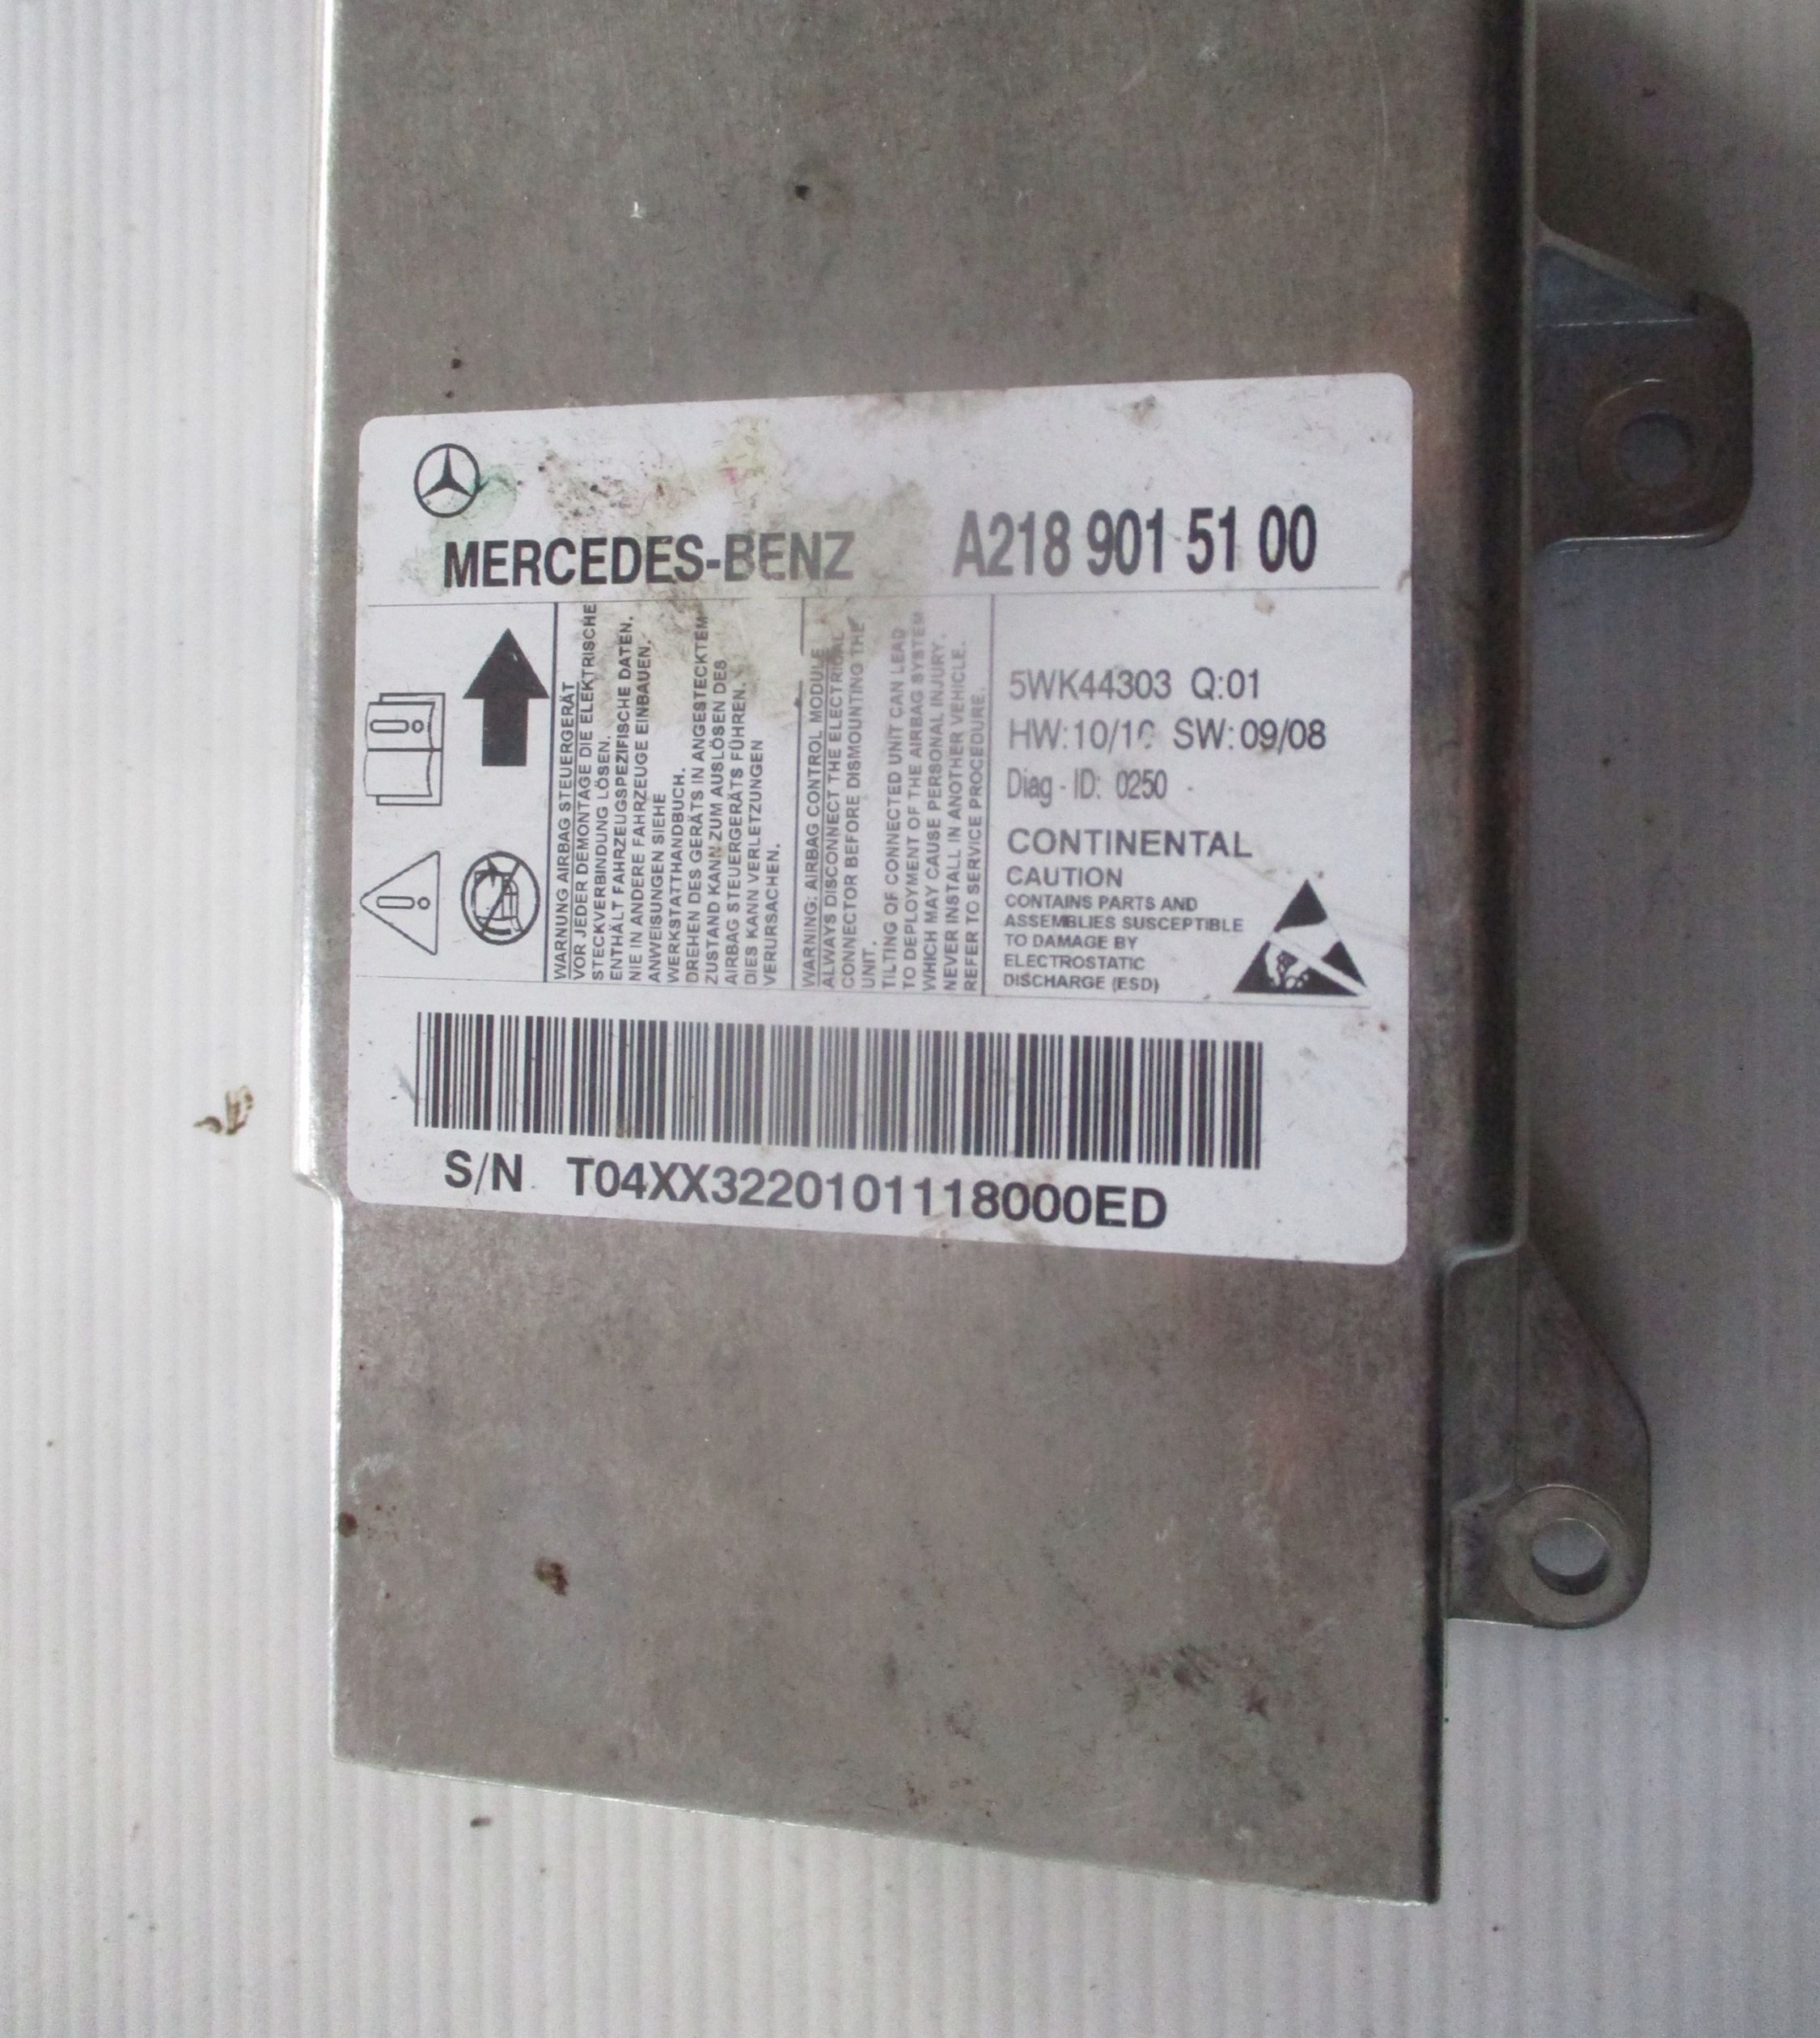 MERCEDES-BENZ A218 901 51 00
WARNUNG AIRBAG STEUERGERÄT
VOR JEDER DEMONTAGE DIE ELEKTRISCHE
STECKVERBINDUNG LÖSEN.
ENTHÄLT FAHRZEUGSPEZIFISCHE DATEN.
NIE IN ANDERE FAHRZEUGE EINBAUEN.
ANWEISUNGEN SIEHE
WERKSTATTHANDBUCH.
DREHEN DES GERÄTS IN ANGESTECKTEM
ZUSTAND KANN ZUM AUSLÖSEN DES
AIRBAG STEUERGERÄTS FÜHREN.
DIES KANN VERLETZUNGEN
VERURSACHEN.
WARNING: AIRBAG CONTROL MODULE
ALWAYS DISCONNECT THE ELECTRICAL
CONNECTOR BEFORE DISMOUNTING THE
UNIT.
TILTING OF CONNECTED UNIT CAN LEAD
TO DEPLOYMENT OF THE AIRBAG SYSTEM
WHICH MAY CAUSE PERSONAL INJURY.
NEVER INSTALL IN ANOTHER VEHICLE.
REFER TO SERVICE PROCEDURE.
5WK44303 Q:01
SW: 09/08
Diag - ID: 0250
CONTINENTAL
CAUTION
CONTAINS PARTS AND
ASSEMBLIES SUSCEPTIBLE
TO DAMAGE BY
ELECTROSTATIC
DISCHARGE (ESD)
S/N T04XX3220101118000ED